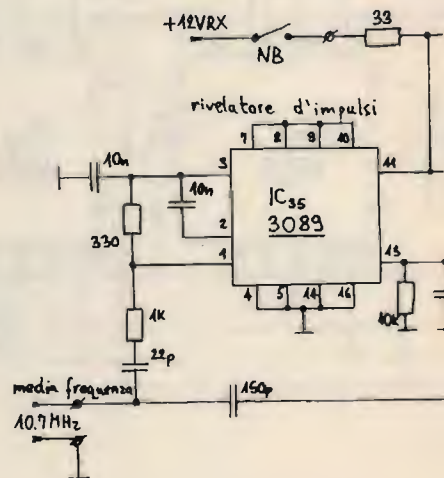 +12VRX
NB
33
rivelatore d'impulsi
7 8 9 10
10n
3
11
10n
IC35
3089
330
2
1
13
4 5 14 16
1K
10K
22p
media frequenza
150p
10.7MHz